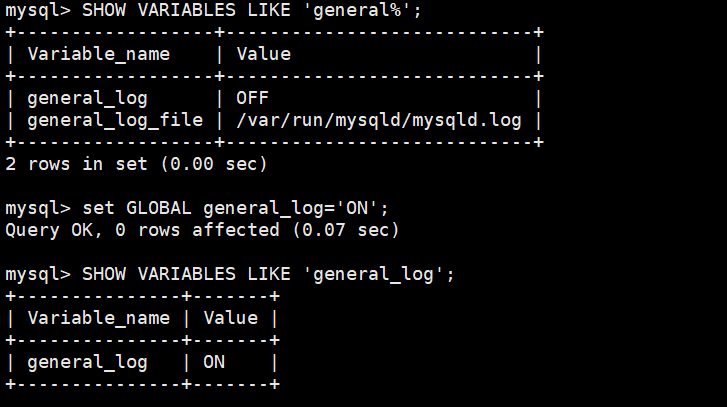 mysql> SHOW VARIABLES LIKE 'general%';
+------------------+----------------------------+
| Variable_name    | Value                      |
+------------------+----------------------------+
| general_log      | OFF                        |
| general_log_file | /var/run/mysqld/mysqld.log |
+------------------+----------------------------+
2 rows in set (0.00 sec)
mysql> set GLOBAL general_log='ON';
Query OK, 0 rows affected (0.07 sec)
mysql> SHOW VARIABLES LIKE 'general_log';
+---------------+-------+
| Variable_name | Value |
+---------------+-------+
| general_log   | ON    |
+---------------+-------+